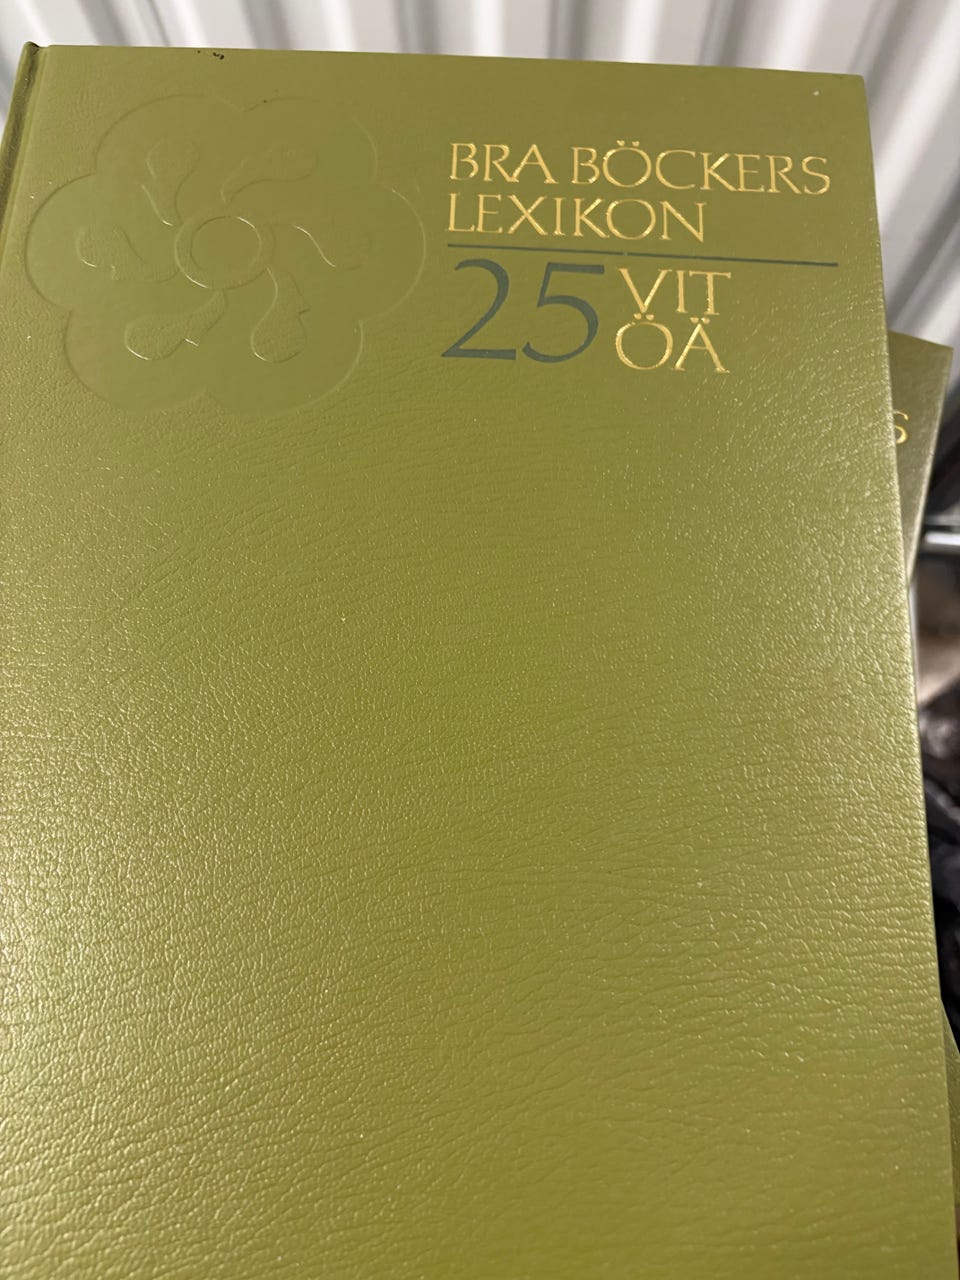 BRA BÖCKERS
LEXIKON
25 VIT
ÖÄ
S